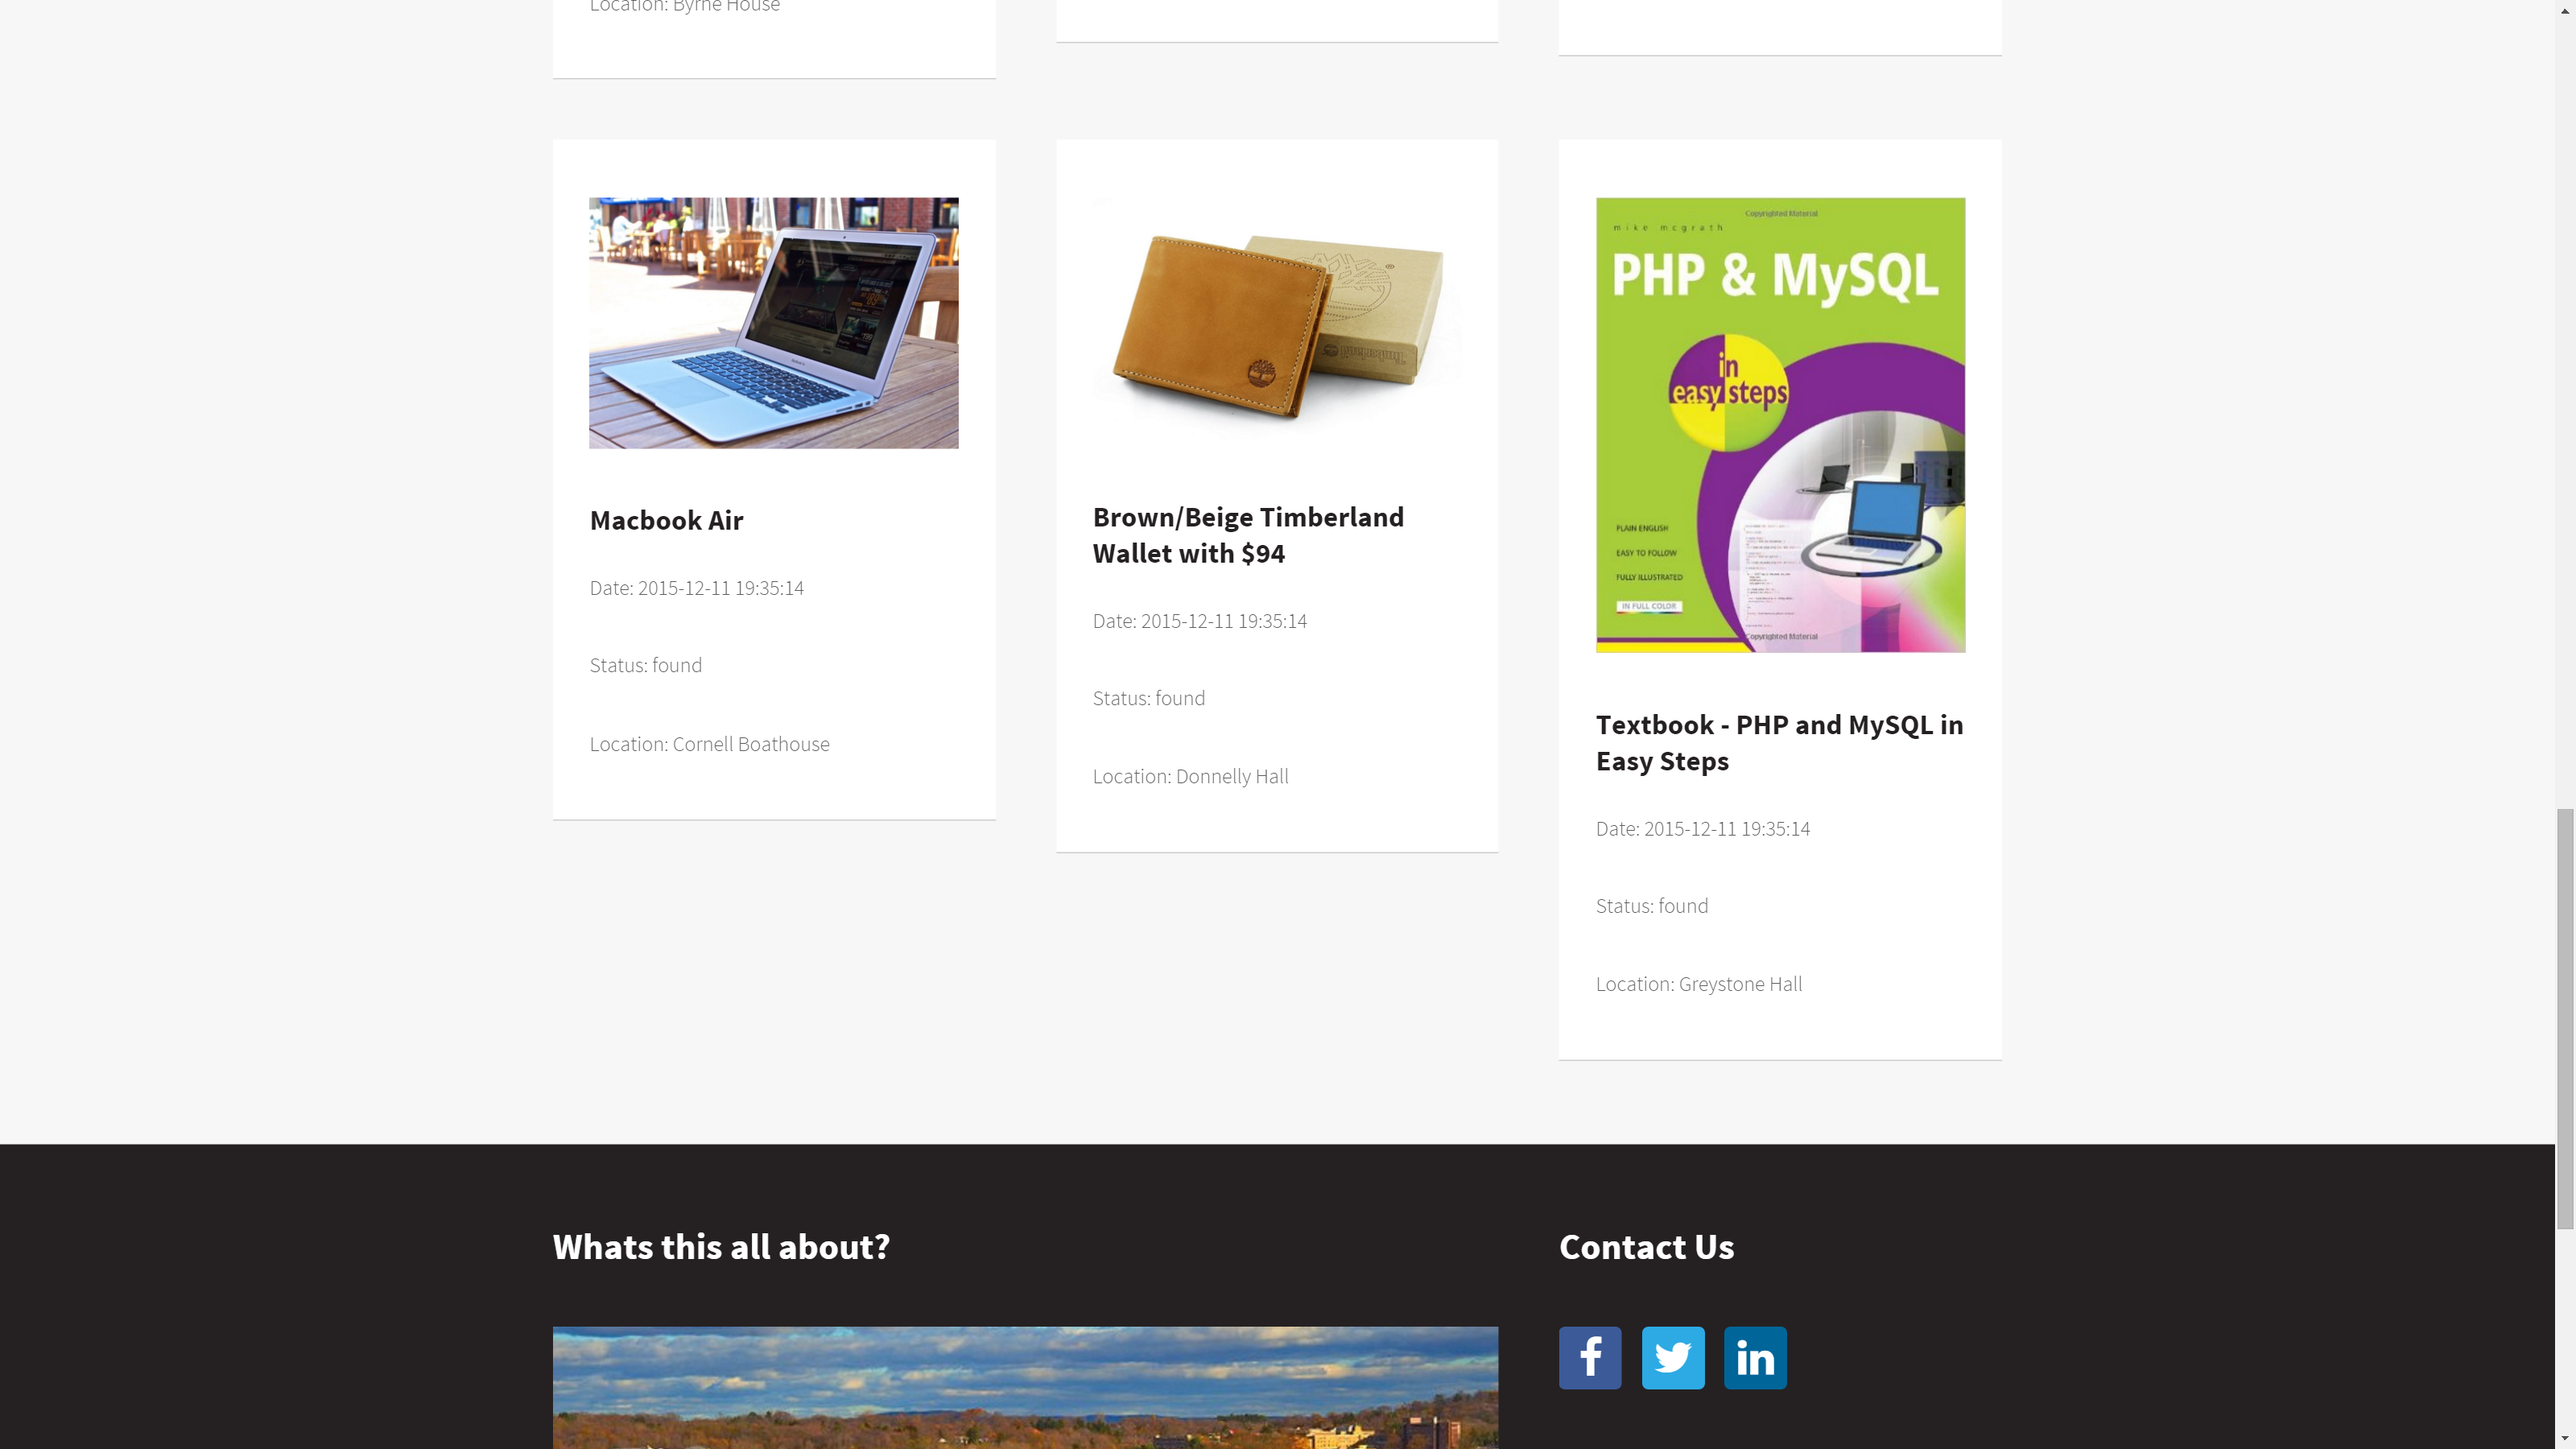 Location: Byrne House
Macbook Air
Date: 2015-12-11 19:35:14
Status: found
Location: Cornell Boathouse
Brown/Beige Timberland
Wallet with $94
Date: 2015-12-11 19:35:14
Status: found
Location: Donnelly Hall
Copyrighted Material
mike mcgrath
PHP & MySQL
in
easy steps
PLAIN ENGLISH
EASY TO FOLLOW
FULLY ILLUSTRATED
IN FULL COLOR
Copyrighted Material
Textbook - PHP and MySQL in
Easy Steps
Date: 2015-12-11 19:35:14
Status: found
Location: Greystone Hall
Whats this all about?
Contact Us